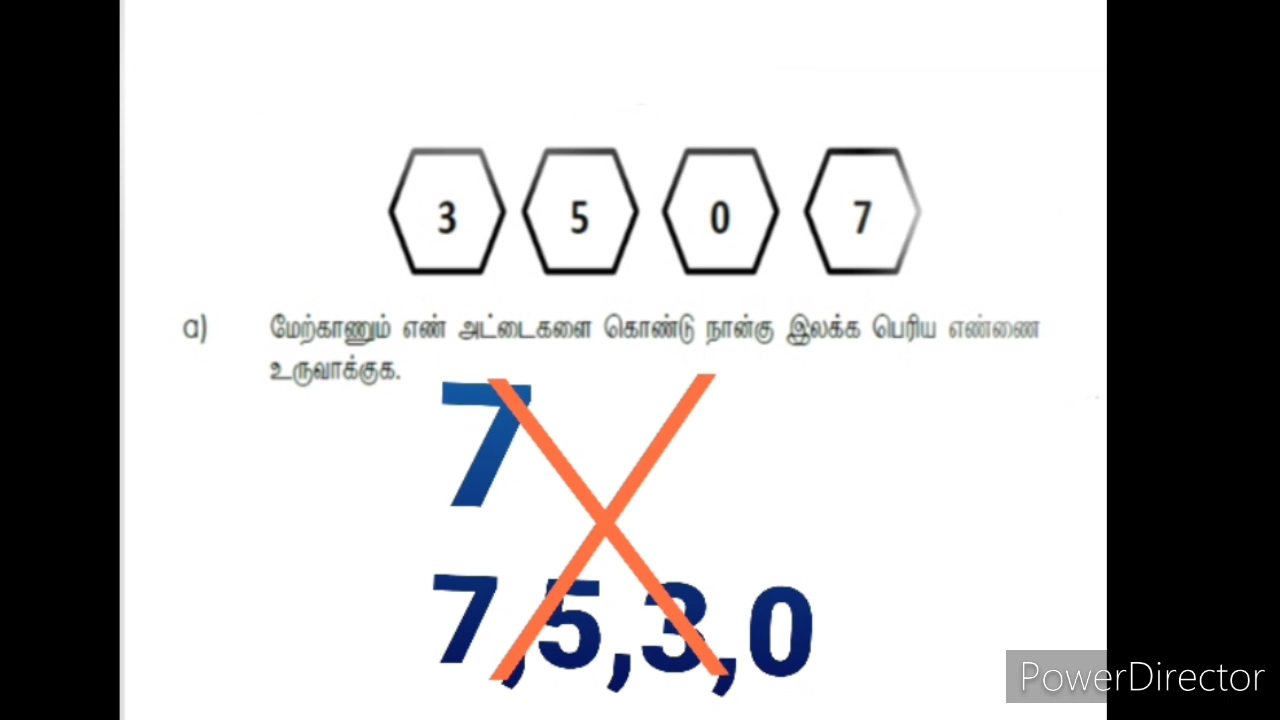 3 5 0 7
a) மேற்காணும் எண் அட்டைகளை கொண்டு நான்கு இலக்க பெரிய எண்ணை
உருவாக்குக.
7
7,5,3,0
PowerDirector